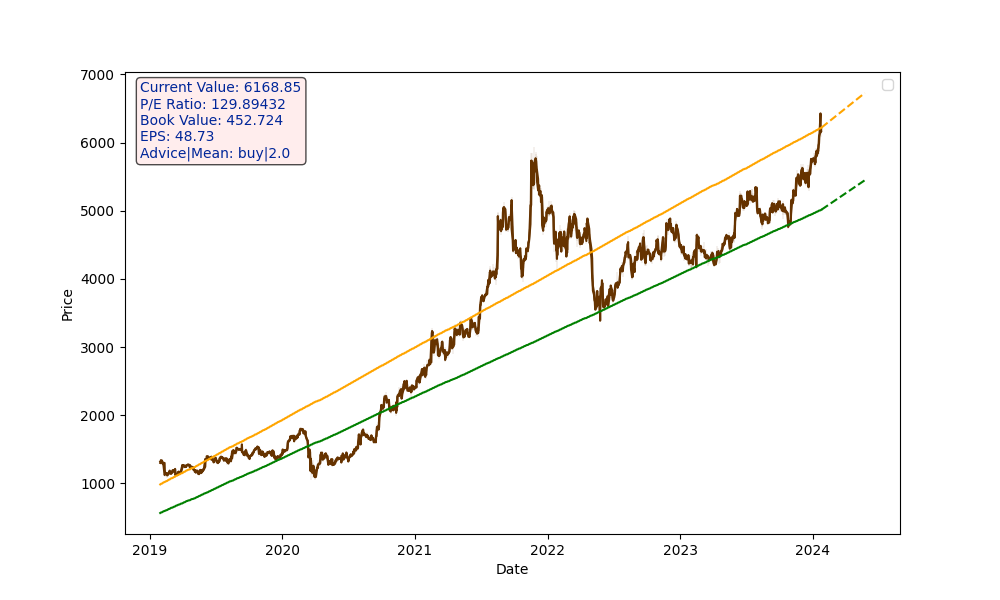 Current Value: 6168.85
P/E Ratio: 129.89432
Book Value: 452.724
EPS: 48.73
Advice|Mean: buy|2.0
7000
6000
5000
4000
3000
2000
1000
Price
2019 2020 2021 2022 2023 2024
Date